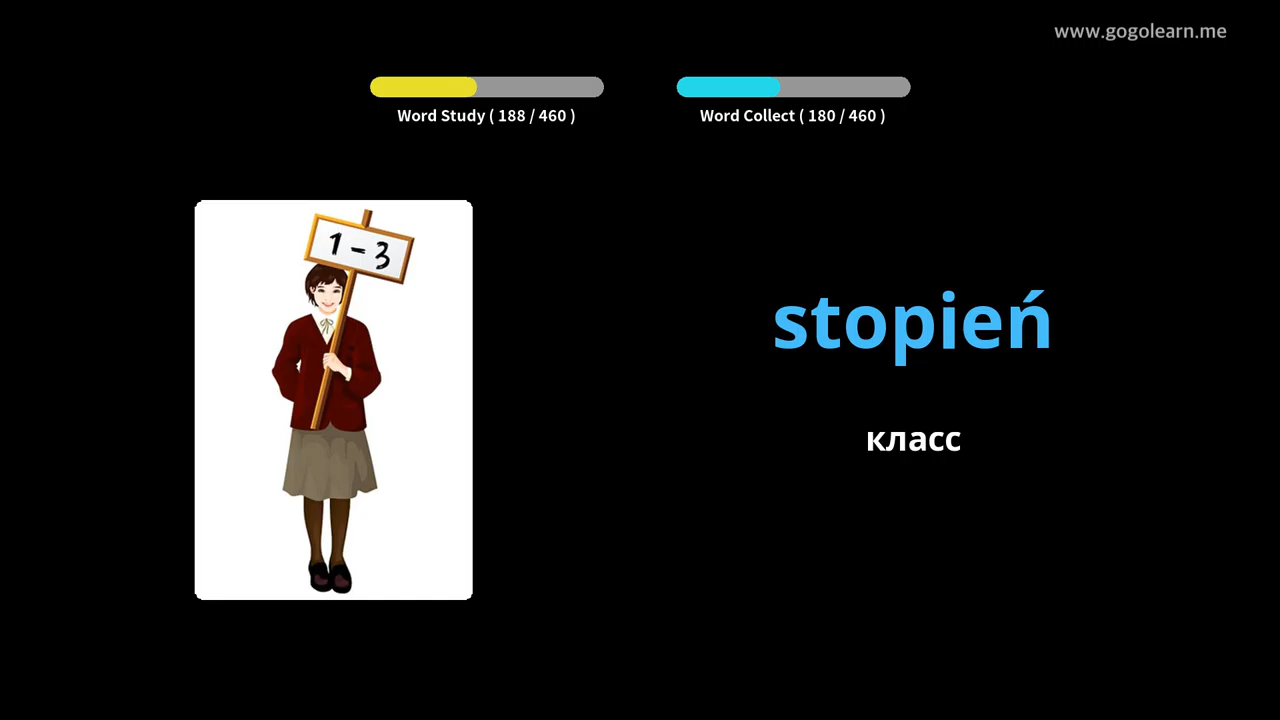 www.gogolearn.me
Word Study ( 188 / 460 )
Word Collect ( 180 / 460 )
1 - 3
stopień
класс